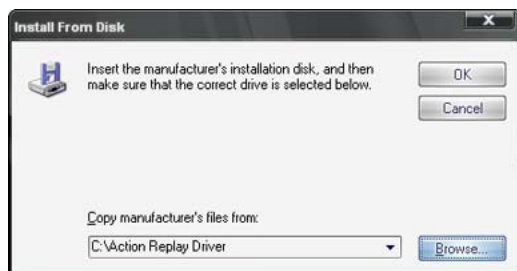 Install From Disk
X
Insert the manufacturer's installation disk, and then
make sure that the correct drive is selected below.
OK
Cancel
Copy manufacturer's files from:
C:\Action Replay Driver
Browse...